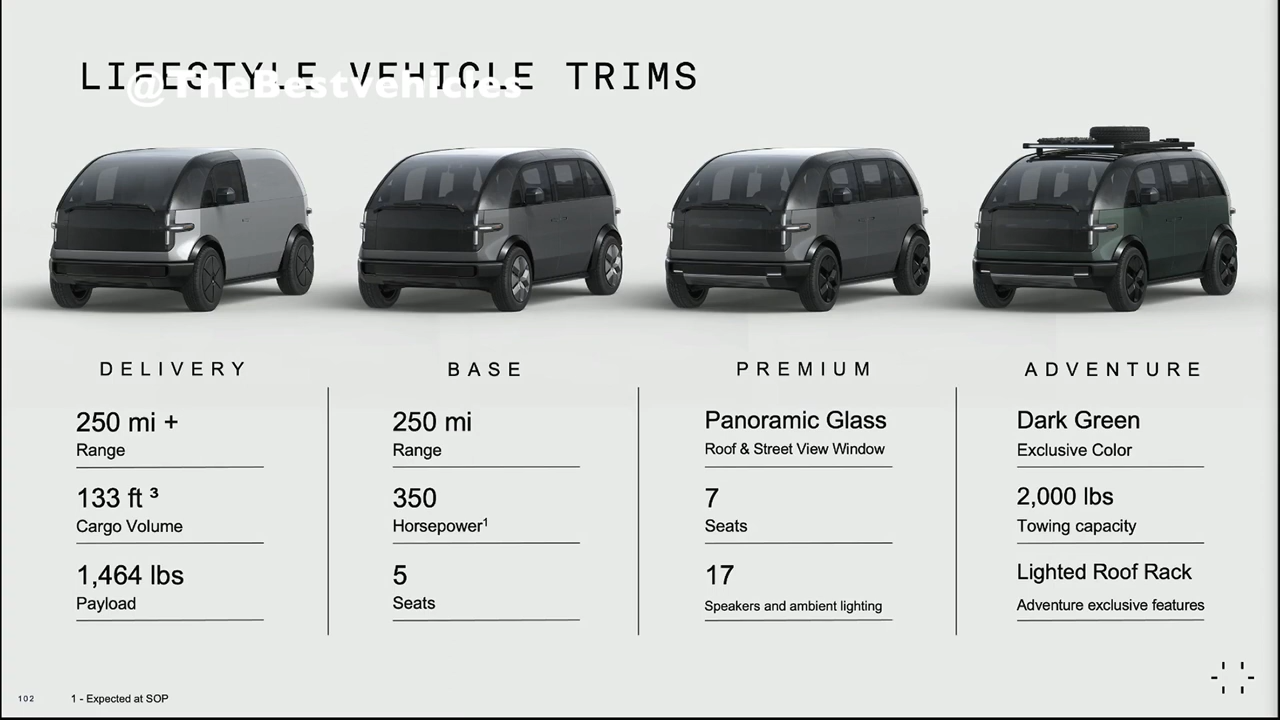 LIFESTYLE VEHICLE TRIMS
@TheBestvehicles
DELIVERY
250 mi +
Range
133 ft ³
Cargo Volume
1,464 lbs
Payload
BASE
250 mi
Range
350
Horsepower¹
5
Seats
PREMIUM
Panoramic Glass
Roof & Street View Window
7
Seats
17
Speakers and ambient lighting
ADVENTURE
Dark Green
Exclusive Color
2,000 lbs
Towing capacity
Lighted Roof Rack
Adventure exclusive features
102
1 - Expected at SOP